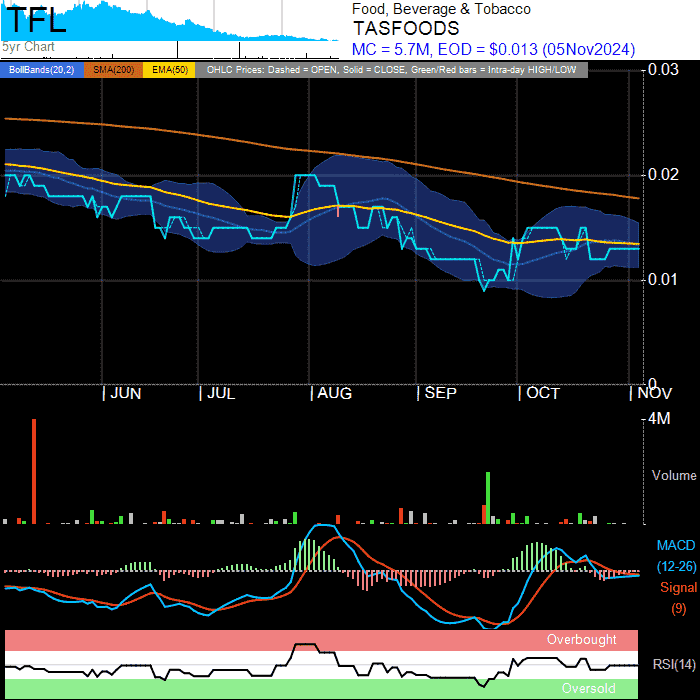 TFL
5yr Chart
Food, Beverage & Tobacco
TASFOODS
MC = 5.7M, EOD = $0.013 (05Nov2024)
BollBands(20,2) SMA(200) EMA(50) OHLC Prices: Dashed = OPEN, Solid = CLOSE, Green/Red bars = Intra-day HIGH/LOW
0.03
0.02
0.01
0
| JUN | JUL | AUG | SEP | OCT | NOV
4M
Volume
MACD
(12-26)
Signal
(9)
Overbought
RSI(14)
Oversold